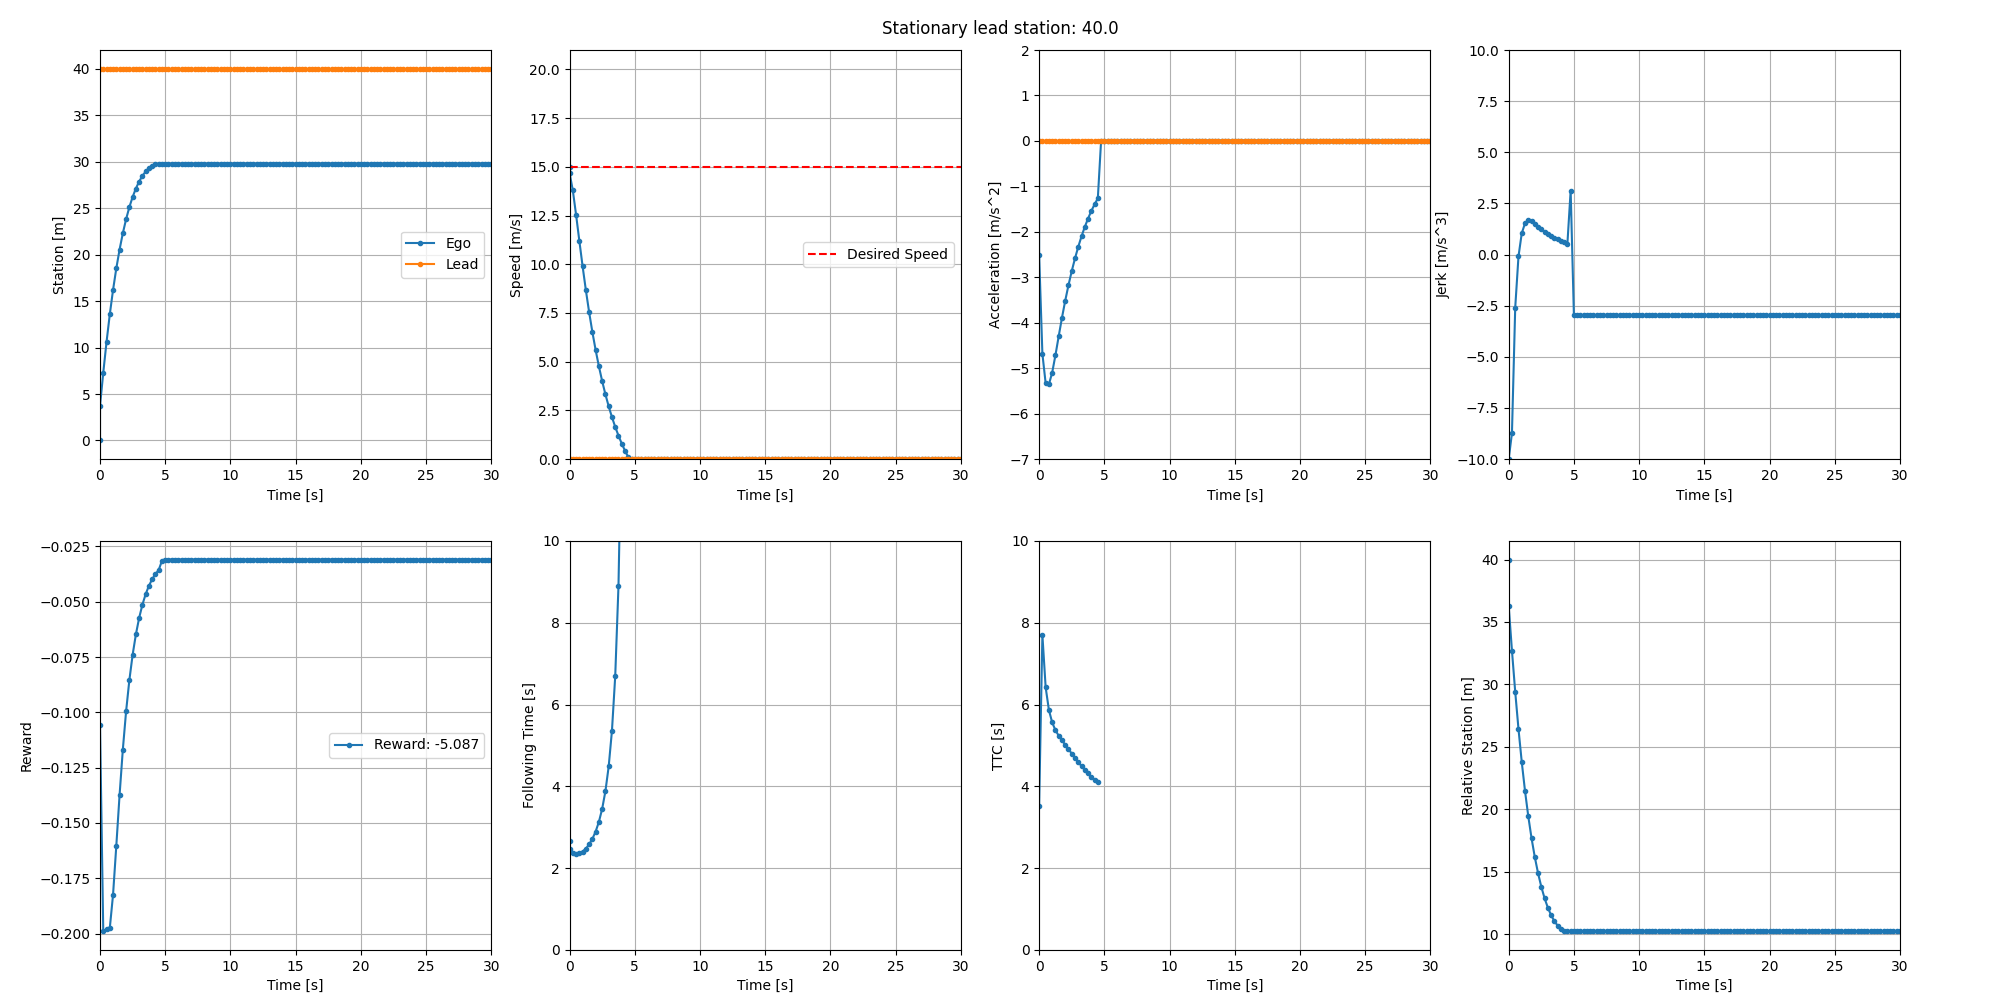 Stationary lead station: 40.0
Station [m]
40
35
30
25
20
15
10
5
0
Ego
Lead
0 5 10 15 20 25 30
Time [s]
Speed [m/s]
20.0
17.5
15.0
12.5
10.0
7.5
5.0
2.5
0.0
Desired Speed
0 5 10 15 20 25 30
Time [s]
Acceleration [m/s^2]
2
1
0
−1
−2
−3
−4
−5
−6
−7
0 5 10 15 20 25 30
Time [s]
Jerk [m/s^3]
10.0
7.5
5.0
2.5
0.0
−2.5
−5.0
−7.5
−10.0
0 5 10 15 20 25 30
Time [s]
Reward
−0.025
−0.050
−0.075
−0.100
−0.125
−0.150
−0.175
−0.200
Reward: -5.087
0 5 10 15 20 25 30
Time [s]
Following Time [s]
10
8
6
4
2
0
0 5 10 15 20 25 30
Time [s]
TTC [s]
10
8
6
4
2
0
0 5 10 15 20 25 30
Time [s]
Relative Station [m]
40
35
30
25
20
15
10
0 5 10 15 20 25 30
Time [s]